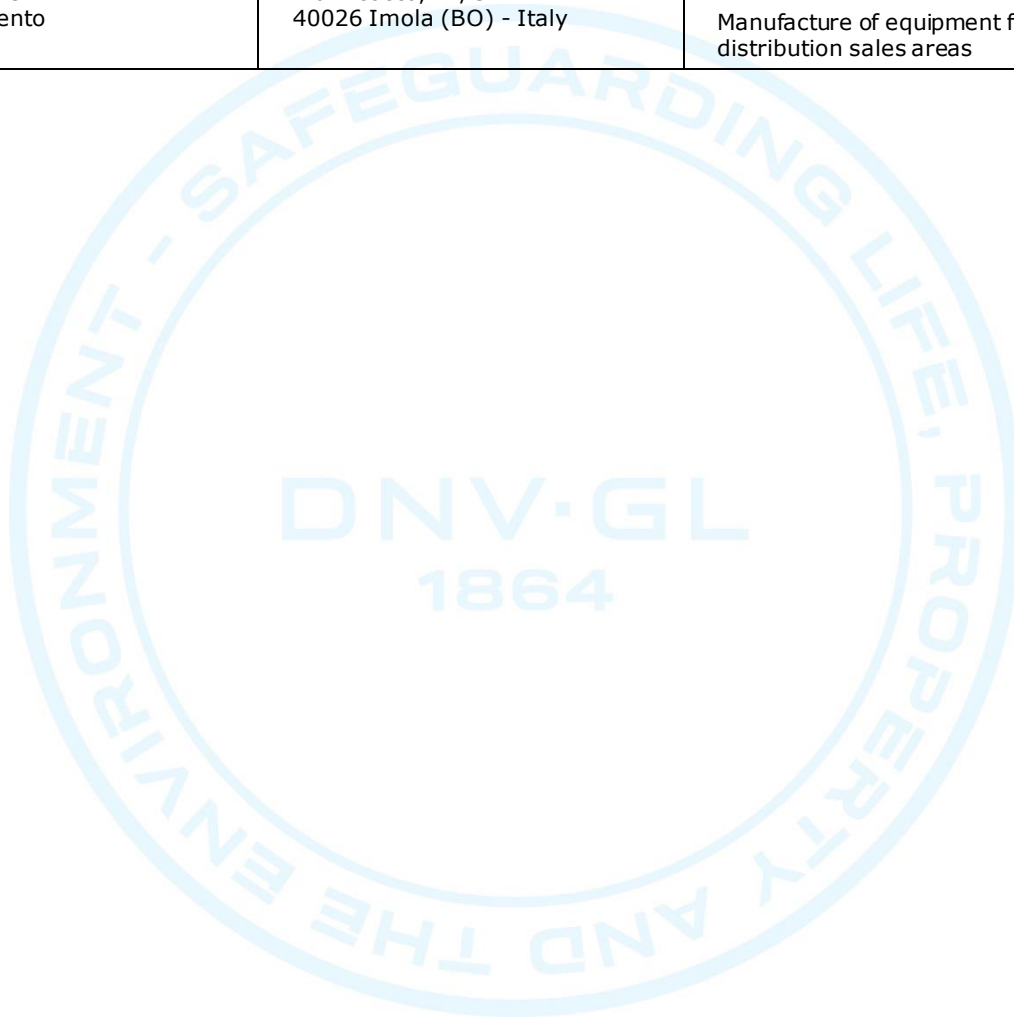 ento
40026 Imola (BO) - Italy
Manufacture of equipment f
distribution sales areas
SAFEGUARDING LIFE, PROPERTY AND THE ENVIRONMENT -
DNV·GL
1864